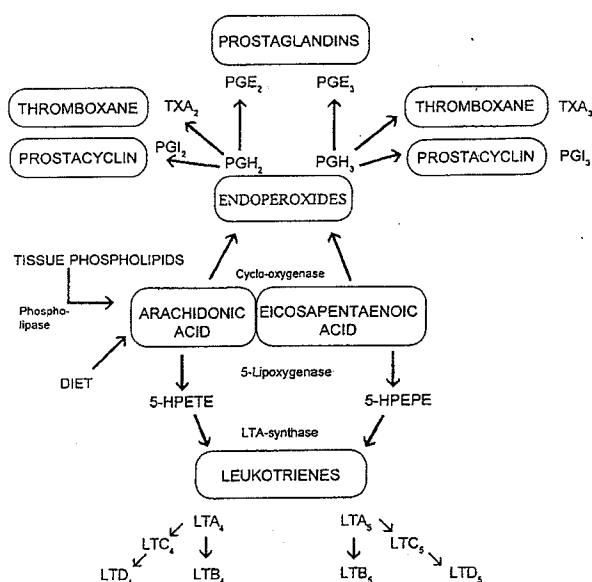 PROSTAGLANDINS
PGE₂ PGE₃
THROMBOXANE TXA₂ THROMBOXANE TXA₃
PROSTACYCLIN PGI₂ PGH₂ PGH₃ PROSTACYCLIN PGI₃
ENDOPEROXIDES
TISSUE PHOSPHOLIPIDS
Cyclo-oxygenase
Phospho-
lipase
ARACHIDONIC EICOSAPENTAENOIC
ACID ACID
DIET
5-Lipoxygenase
5-HPETE 5-HPEPE
LTA-synthase
LEUKOTRIENES
LTA₄ LTA₅
LTC₄ LTC₅
LTD₄ LTB₄ LTB₅ LTD₅